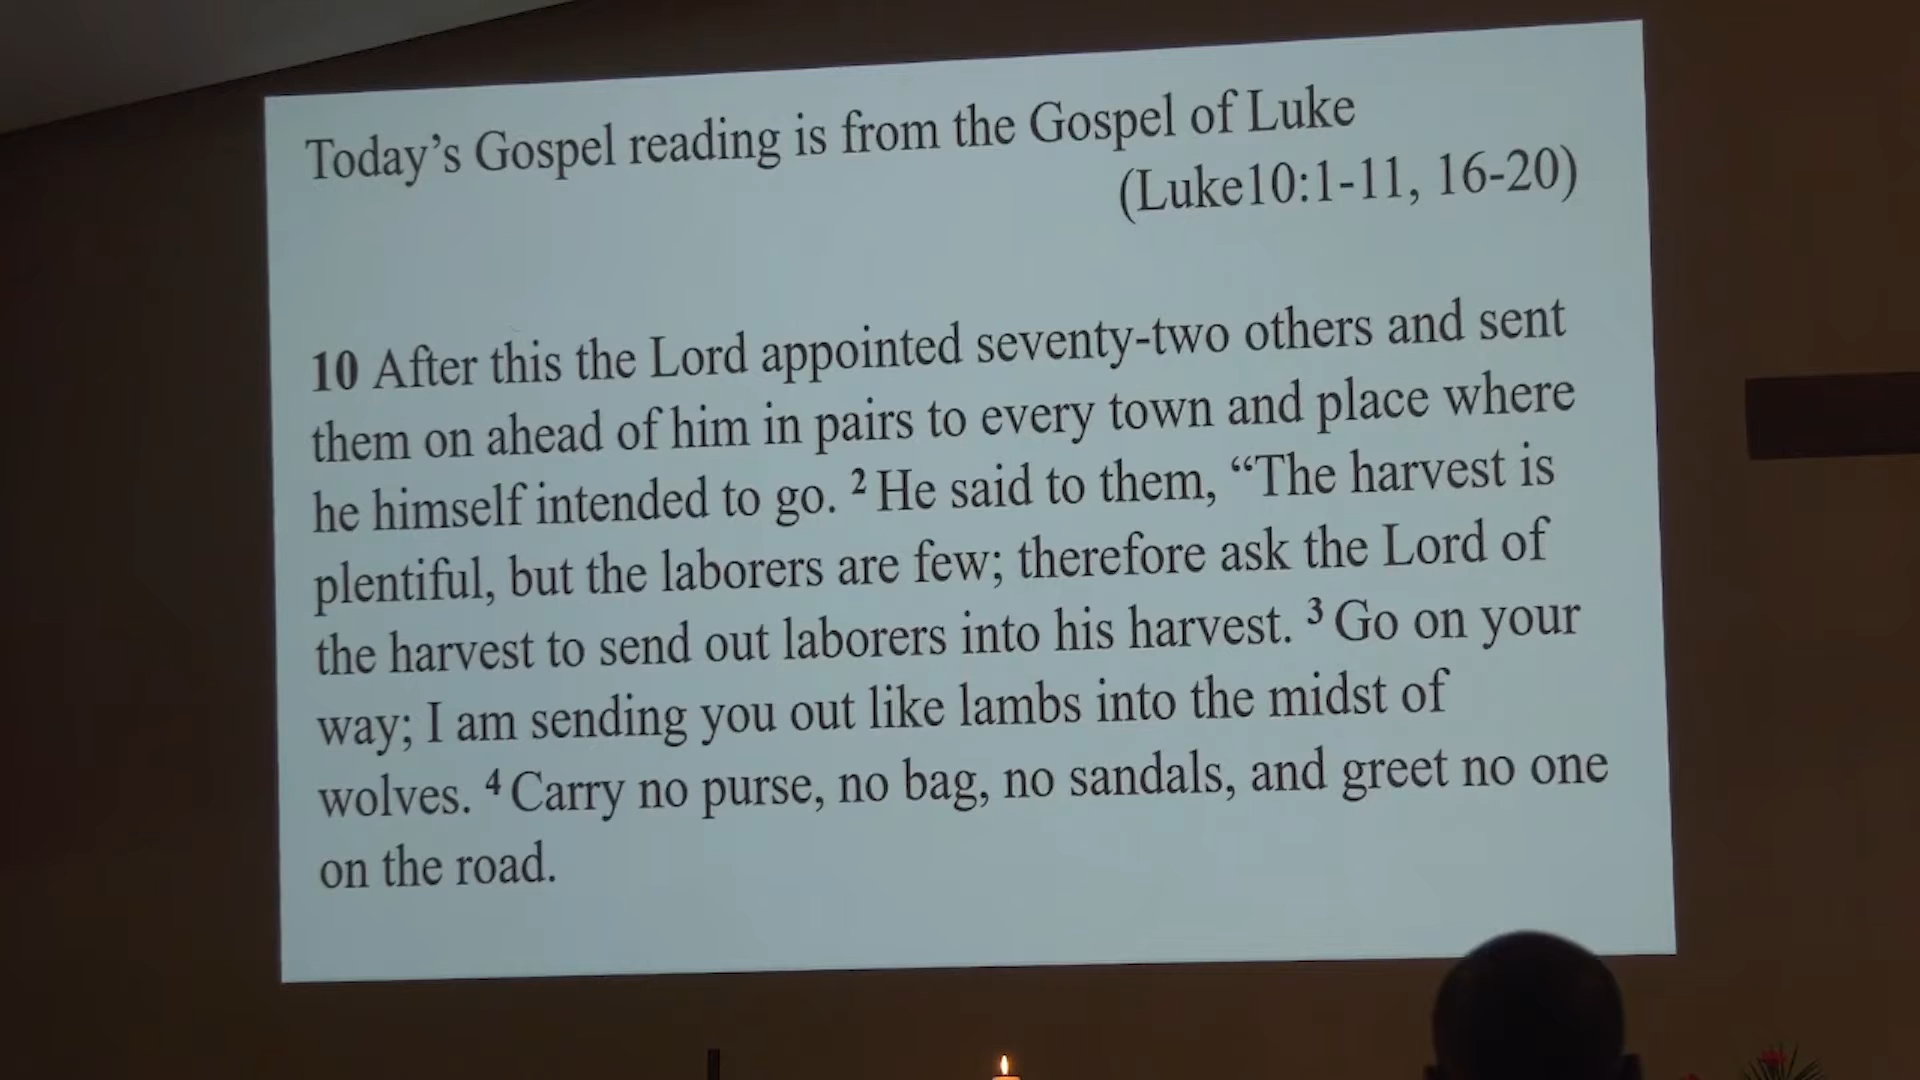 Today’s Gospel reading is from the Gospel of Luke
(Luke10:1-11, 16-20)
10 After this the Lord appointed seventy-two others and sent
them on ahead of him in pairs to every town and place where
he himself intended to go. ² He said to them, “The harvest is
plentiful, but the laborers are few; therefore ask the Lord of
the harvest to send out laborers into his harvest. ³ Go on your
way; I am sending you out like lambs into the midst of
wolves. ⁴ Carry no purse, no bag, no sandals, and greet no one
on the road.